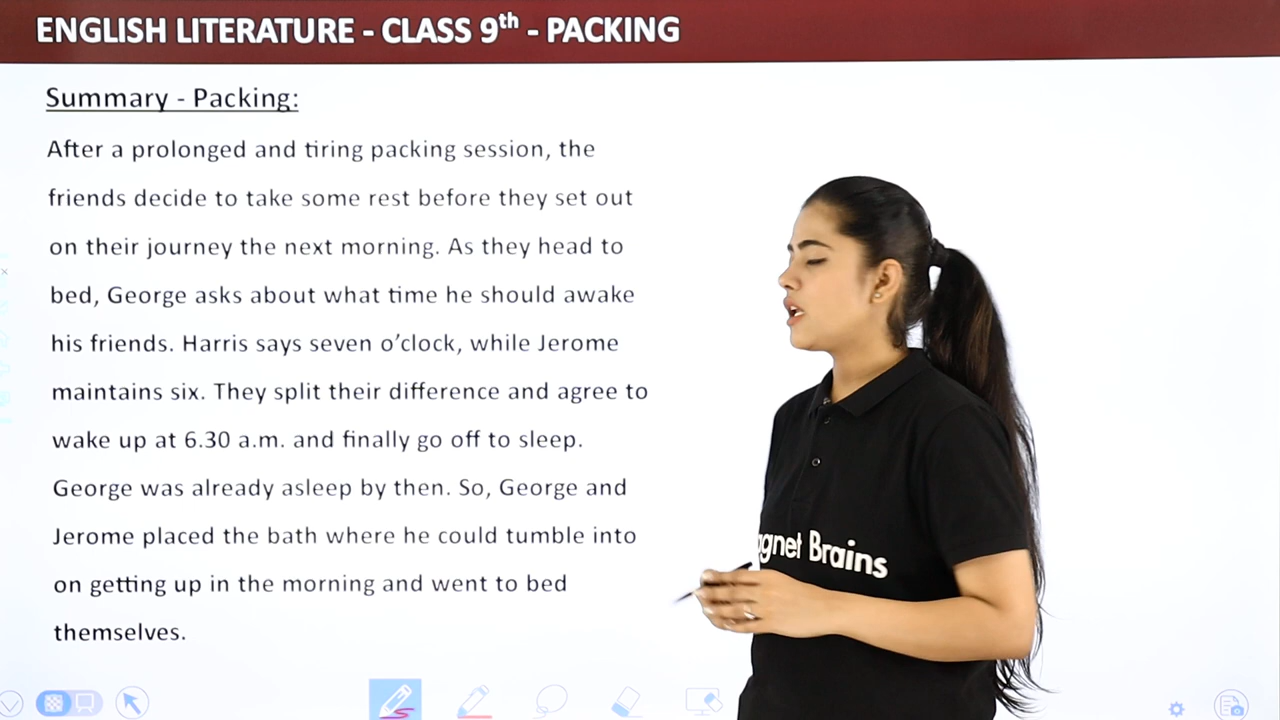 ENGLISH LITERATURE - CLASS 9th - PACKING
Summary - Packing:
After a prolonged and tiring packing session, the
friends decide to take some rest before they set out
on their journey the next morning. As they head to
bed, George asks about what time he should awake
his friends. Harris says seven o’clock, while Jerome
maintains six. They split their difference and agree to
wake up at 6.30 a.m. and finally go off to sleep.
George was already asleep by then. So, George and
Jerome placed the bath where he could tumble into
on getting up in the morning and went to bed
themselves.
gnet Brains